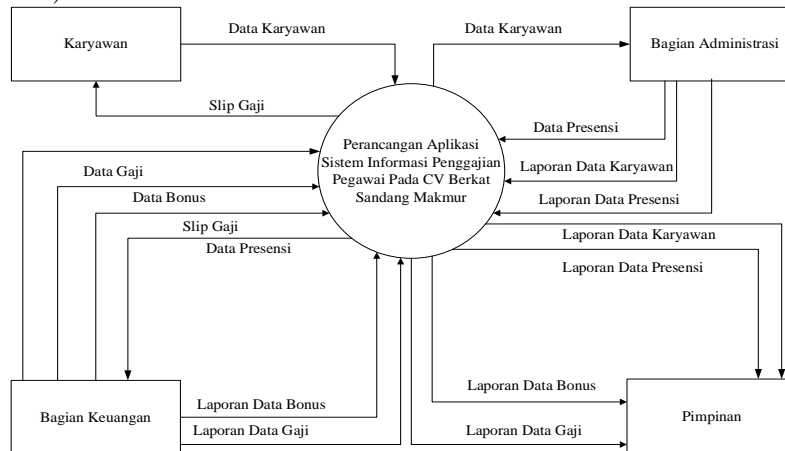 Karyawan
Data Karyawan
Data Karyawan
Bagian Administrasi
Slip Gaji
Perancangan Aplikasi
Sistem Informasi Penggajian
Pegawai Pada CV Berkat
Sandang Makmur
Data Presensi
Laporan Data Karyawan
Laporan Data Presensi
Data Gaji
Data Bonus
Slip Gaji
Data Presensi
Laporan Data Karyawan
Laporan Data Presensi
Bagian Keuangan
Laporan Data Bonus
Laporan Data Gaji
Laporan Data Bonus
Laporan Data Gaji
Pimpinan